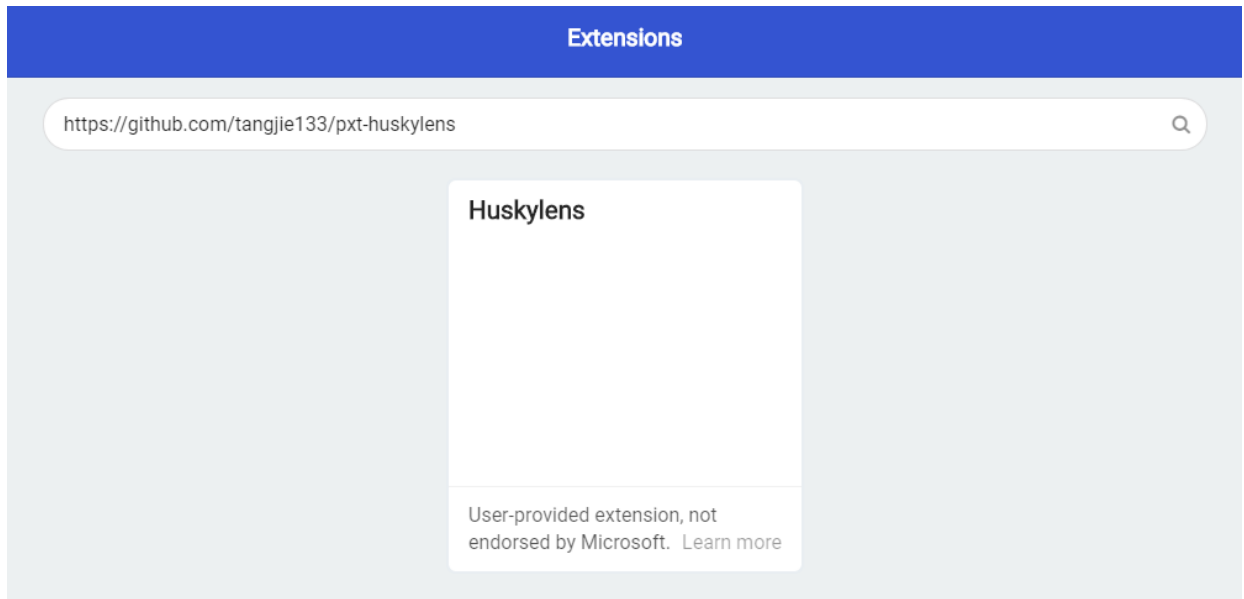 Extensions
https://github.com/tangjie133/pxt-huskylens
Huskylens
User-provided extension, not
endorsed by Microsoft. Learn more